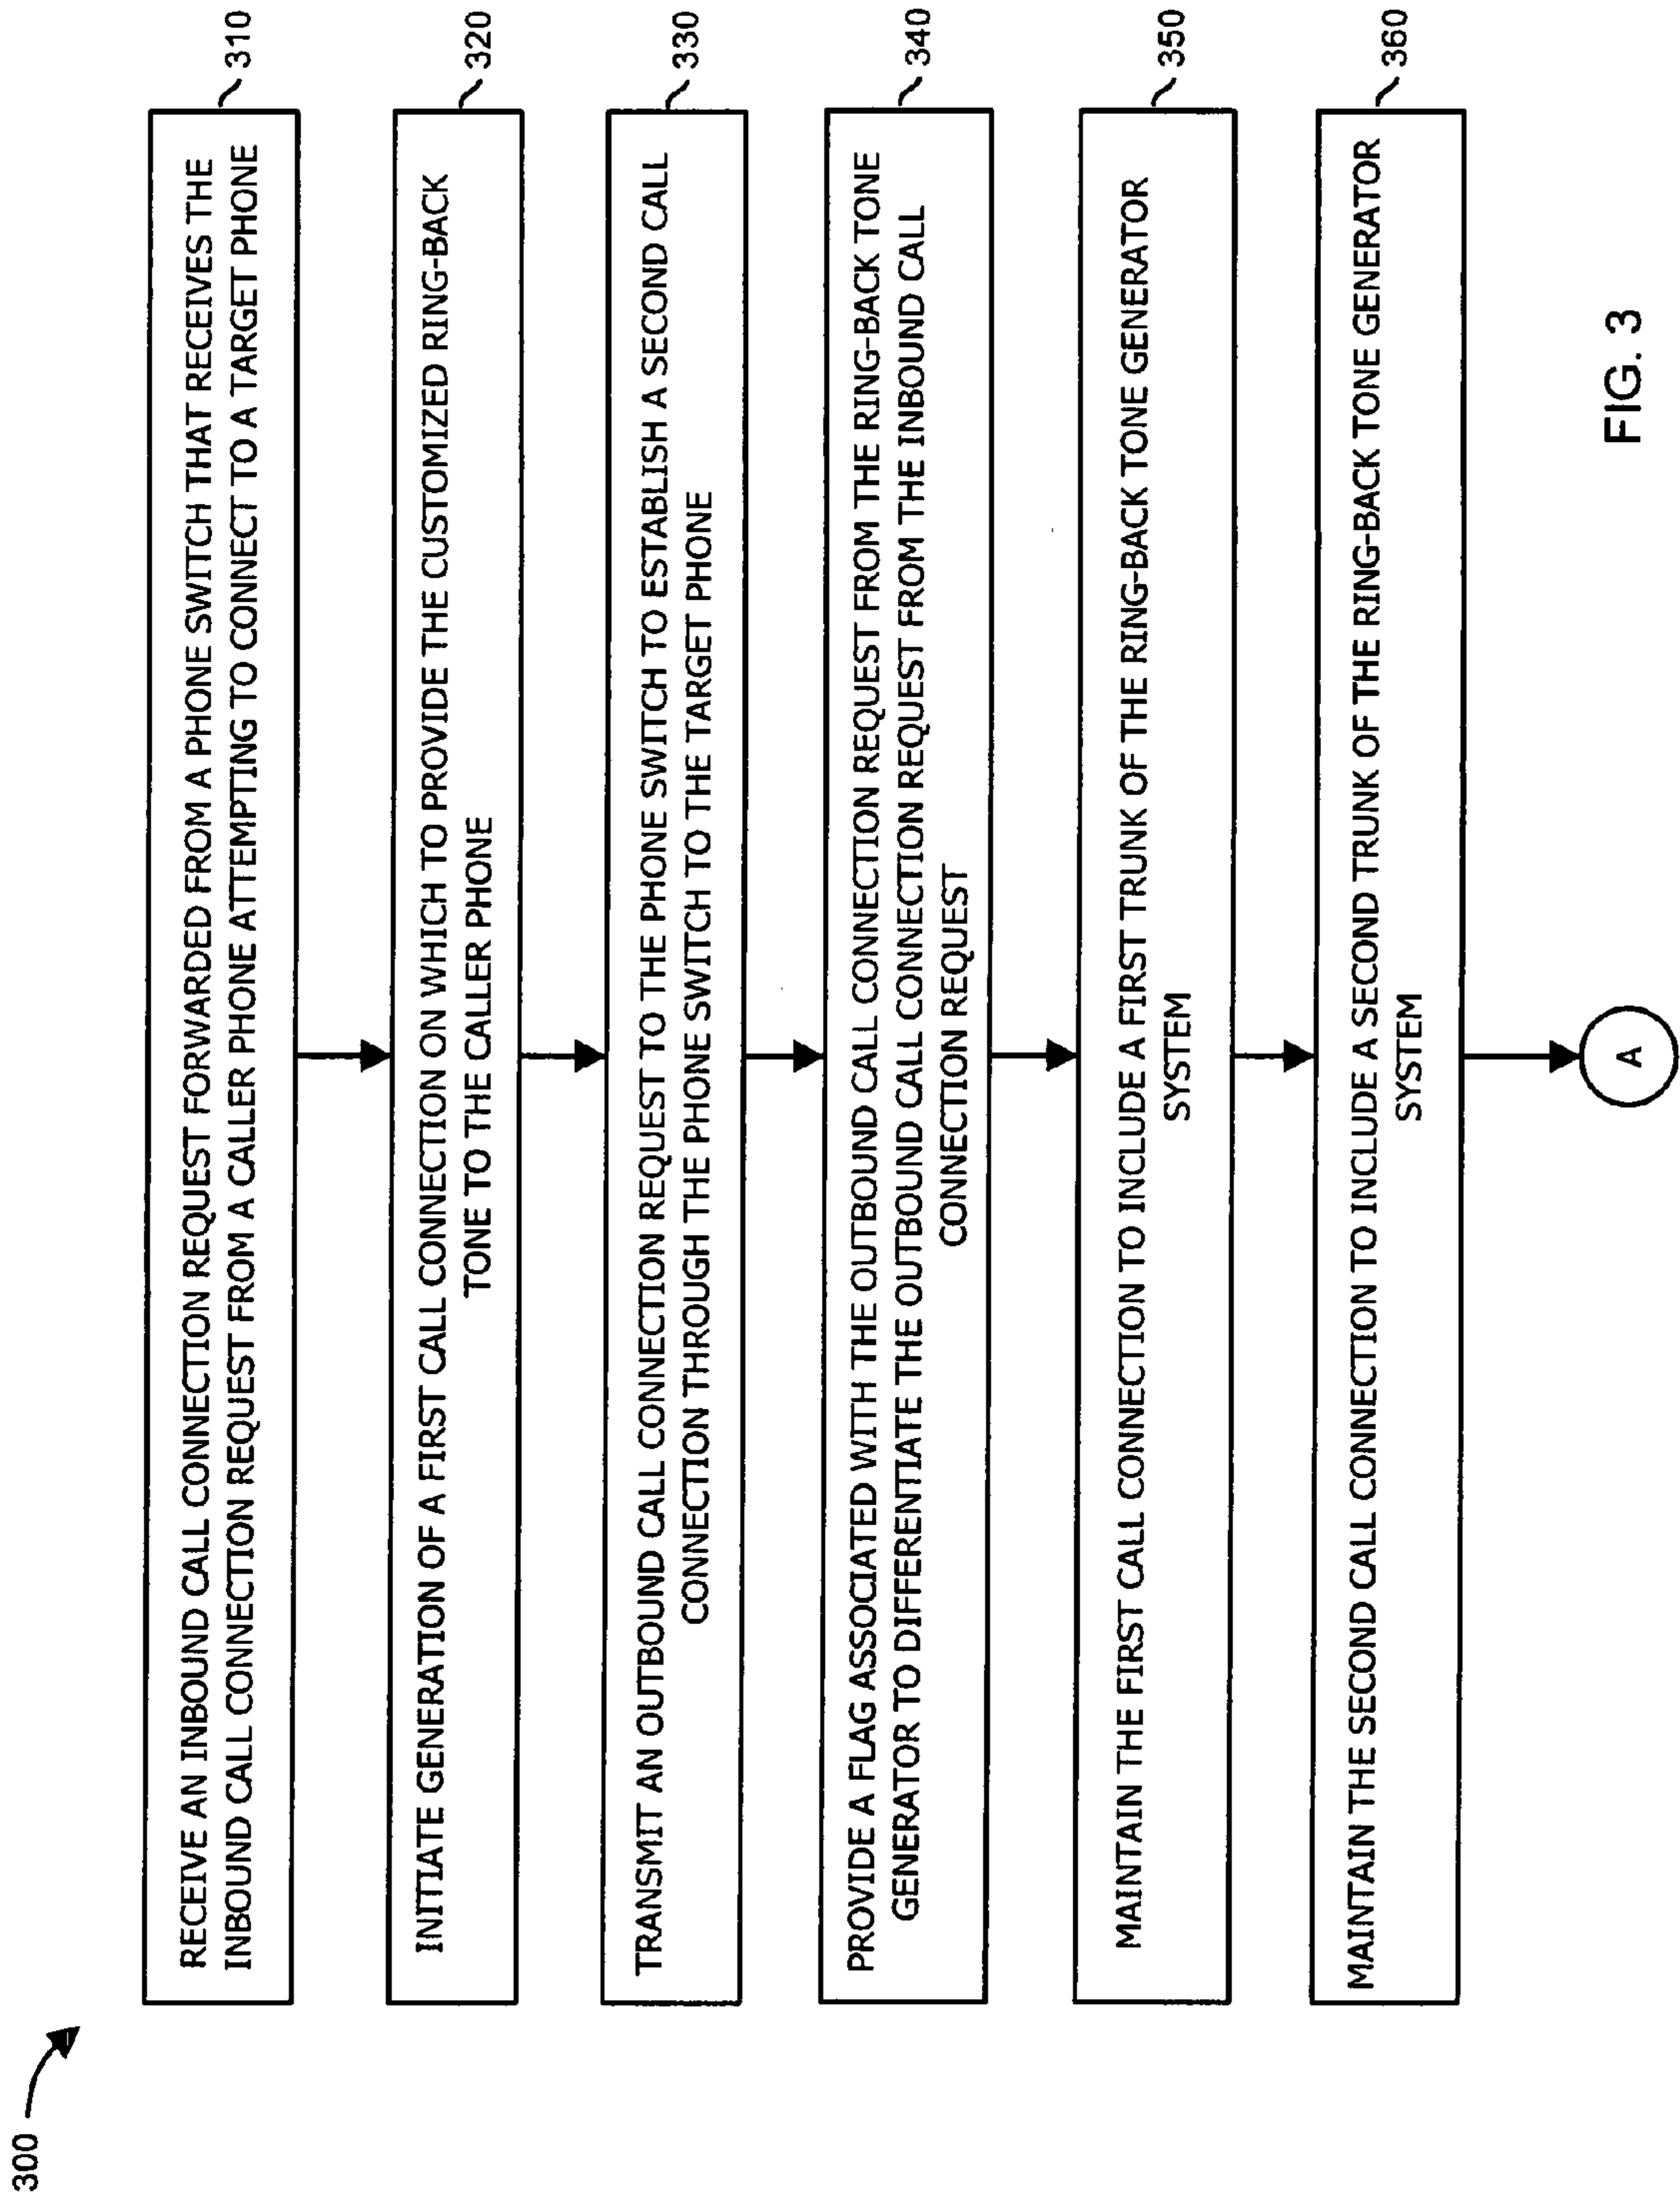 300
RECEIVE AN INBOUND CALL CONNECTION REQUEST FORWARDED FROM A PHONE SWITCH THAT RECEIVES THE
INBOUND CALL CONNECTION REQUEST FROM A CALLER PHONE ATTEMPTING TO CONNECT TO A TARGET PHONE
310
INITIATE GENERATION OF A FIRST CALL CONNECTION ON WHICH TO PROVIDE THE CUSTOMIZED RING-BACK
TONE TO THE CALLER PHONE
320
TRANSMIT AN OUTBOUND CALL CONNECTION REQUEST TO THE PHONE SWITCH TO ESTABLISH A SECOND CALL
CONNECTION THROUGH THE PHONE SWITCH TO THE TARGET PHONE
330
PROVIDE A FLAG ASSOCIATED WITH THE OUTBOUND CALL CONNECTION REQUEST FROM THE RING-BACK TONE
GENERATOR TO DIFFERENTIATE THE OUTBOUND CALL CONNECTION REQUEST FROM THE INBOUND CALL
CONNECTION REQUEST
340
MAINTAIN THE FIRST CALL CONNECTION TO INCLUDE A FIRST TRUNK OF THE RING-BACK TONE GENERATOR
SYSTEM
350
MAINTAIN THE SECOND CALL CONNECTION TO INCLUDE A SECOND TRUNK OF THE RING-BACK TONE GENERATOR
SYSTEM
360
A
FIG. 3